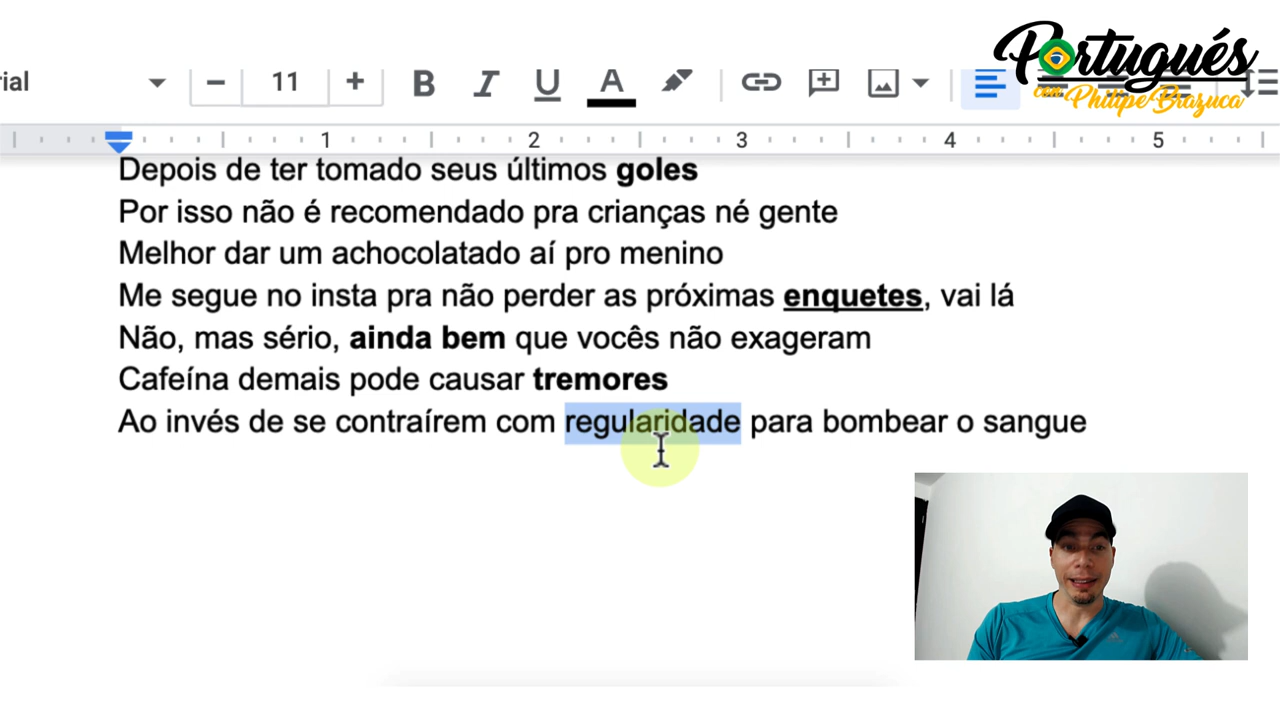 Portugués
con Philipe Brazuca
rial
11
B I U A
1 2 3 4 5
Depois de ter tomado seus últimos goles
Por isso não é recomendado pra crianças né gente
Melhor dar um achocolatado aí pro menino
Me segue no insta pra não perder as próximas enquetes, vai lá
Não, mas sério, ainda bem que vocês não exageram
Cafeína demais pode causar tremores
Ao invés de se contraírem com regularidade para bombear o sangue